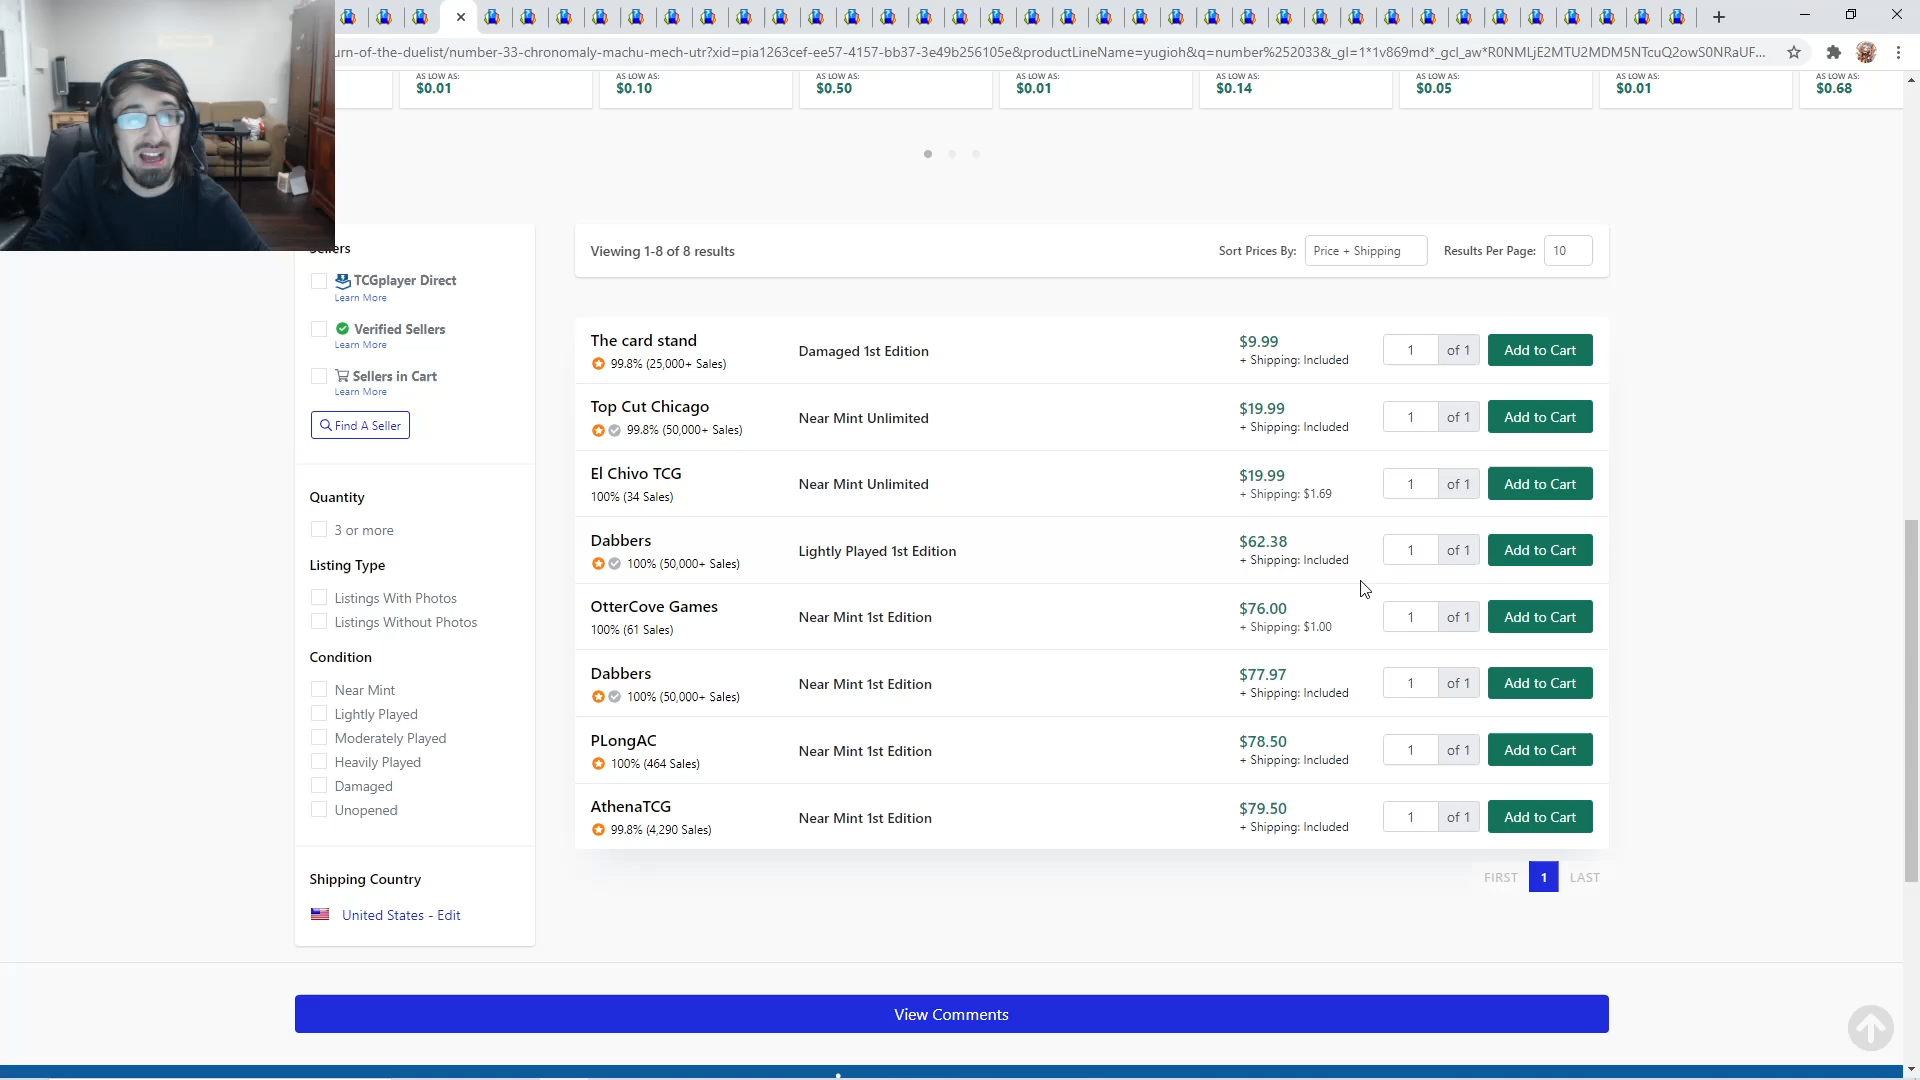 urn-of-the-duelist/number-33-chronomaly-machu-mech-utr?xid=pia1263cef-ee57-4157-bb37-3e49b256105e&productLineName=yugioh&q=number%252033&_gl=1*1v869md*_gcl_aw*R0NMLjE2MTU2MDM5NTcuQ2owS0NRaUF...
AS LOW AS: AS LOW AS: AS LOW AS: AS LOW AS: AS LOW AS: AS LOW AS: AS LOW AS: AS LOW AS:
$0.01 $0.10 $0.50 $0.01 $0.14 $0.05 $0.01 $0.68
TCGplayer Direct
Learn More
Verified Sellers
Learn More
Sellers in Cart
Learn More
Find A Seller
Quantity
3 or more
Listing Type
Listings With Photos
Listings Without Photos
Condition
Near Mint
Lightly Played
Moderately Played
Heavily Played
Damaged
Unopened
Shipping Country
United States - Edit
Viewing 1-8 of 8 results
Sort Prices By: Price + Shipping Results Per Page: 10
The card stand
99.8% (25,000+ Sales)
Damaged 1st Edition
$9.99
+ Shipping: Included
1 of 1 Add to Cart
Top Cut Chicago
99.8% (50,000+ Sales)
Near Mint Unlimited
$19.99
+ Shipping: Included
1 of 1 Add to Cart
El Chivo TCG
100% (34 Sales)
Near Mint Unlimited
$19.99
+ Shipping: $1.69
1 of 1 Add to Cart
Dabbers
100% (50,000+ Sales)
Lightly Played 1st Edition
$62.38
+ Shipping: Included
1 of 1 Add to Cart
OtterCove Games
100% (61 Sales)
Near Mint 1st Edition
$76.00
+ Shipping: $1.00
1 of 1 Add to Cart
Dabbers
100% (50,000+ Sales)
Near Mint 1st Edition
$77.97
+ Shipping: Included
1 of 1 Add to Cart
PLongAC
100% (464 Sales)
Near Mint 1st Edition
$78.50
+ Shipping: Included
1 of 1 Add to Cart
AthenaTCG
99.8% (4,290 Sales)
Near Mint 1st Edition
$79.50
+ Shipping: Included
1 of 1 Add to Cart
FIRST 1 LAST
View Comments